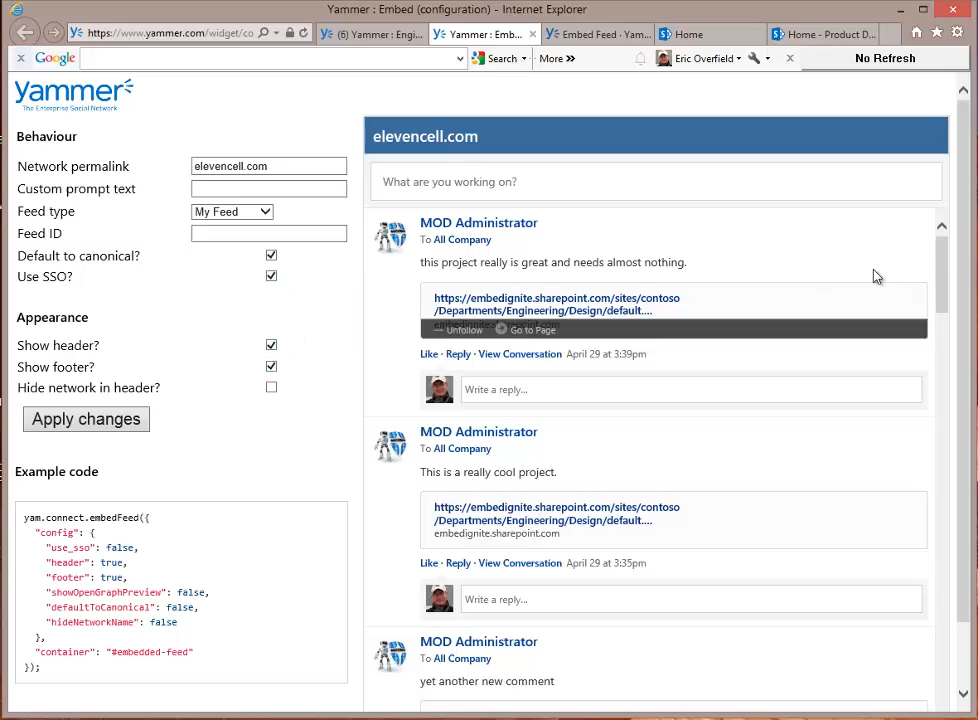 Yammer : Embed (configuration) - Internet Explorer
https://www.yammer.com/widget/co
(6) Yammer : Engi...
Yammer : Emb...
Embed Feed - Yam...
Home
Home - Product D...
x Google
Search
More »
Eric Overfield
x
No Refresh
yammer
The Enterprise Social Network
Behaviour
Network permalink
elevencell.com
Custom prompt text
Feed type
My Feed
Feed ID
Default to canonical?
Use SSO?
Appearance
Show header?
Show footer?
Hide network in header?
Apply changes
Example code
yam.connect.embedFeed({
"config": {
"use_sso": false,
"header": true,
"footer": true,
"showOpenGraphPreview": false,
"defaultToCanonical": false,
"hideNetworkName": false
},
"container": "#embedded-feed"
});
elevencell.com
What are you working on?
MOD Administrator
To All Company
this project really is great and needs almost nothing.
https://embedignite.sharepoint.com/sites/contoso
/Departments/Engineering/Design/default....
embedignite.sharepoint.com
— Unfollow Go to Page
Like · Reply · View Conversation April 29 at 3:39pm
Write a reply...
MOD Administrator
To All Company
This is a really cool project.
https://embedignite.sharepoint.com/sites/contoso
/Departments/Engineering/Design/default....
embedignite.sharepoint.com
Like · Reply · View Conversation April 29 at 3:35pm
Write a reply...
MOD Administrator
To All Company
yet another new comment